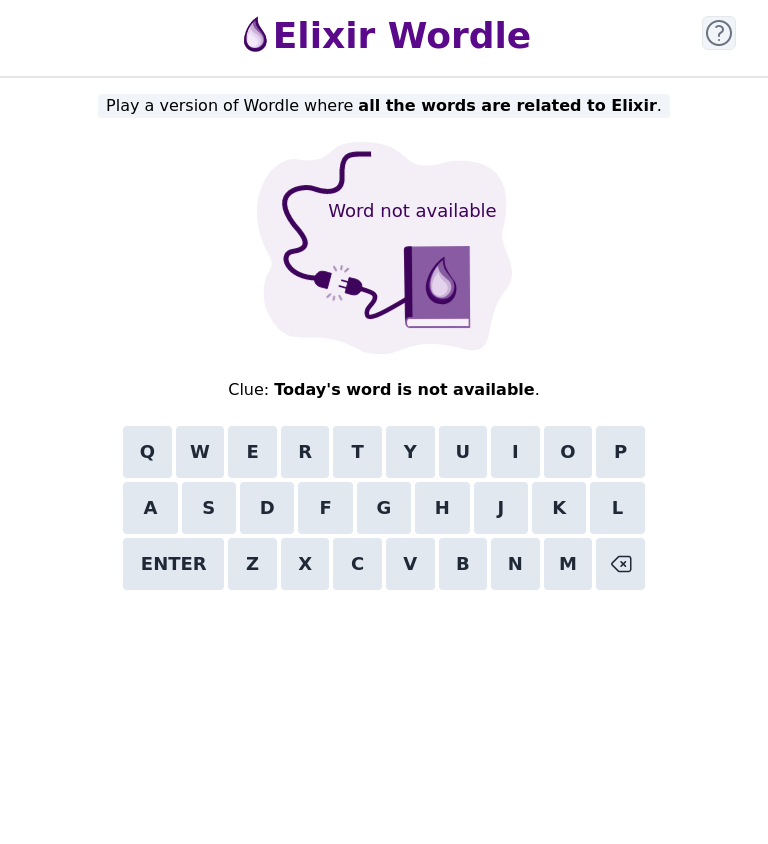 Elixir Wordle
?
Play a version of Wordle where all the words are related to Elixir.
Word not available
Clue: Today's word is not available.
Q W E R T Y U I O P
A S D F G H J K L
ENTER Z X C V B N M